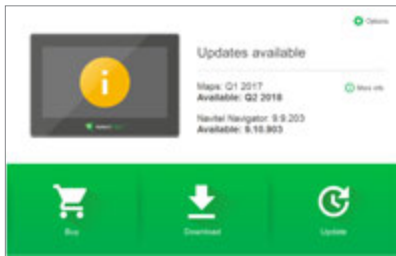 Options
Updates available
Maps: Q1 2017
Available: Q2 2018
More info
Navitel Navigator: 9.9.203
Available: 9.10.903
Buy
Download
Update